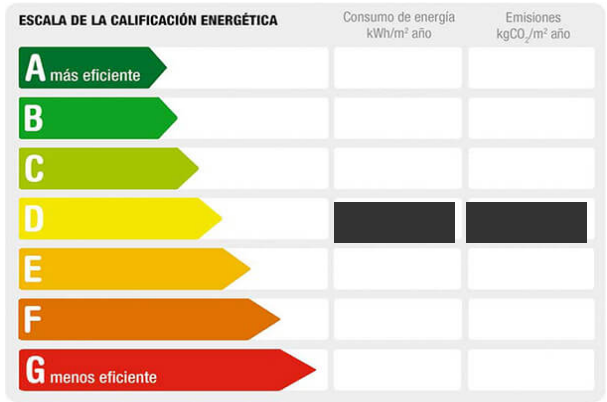 ESCALA DE LA CALIFICACIÓN ENERGÉTICA
Consumo de energía
kWh/m² año
Emisiones
kgCO₂/m² año
A más eficiente
B
C
D
E
F
G menos eficiente